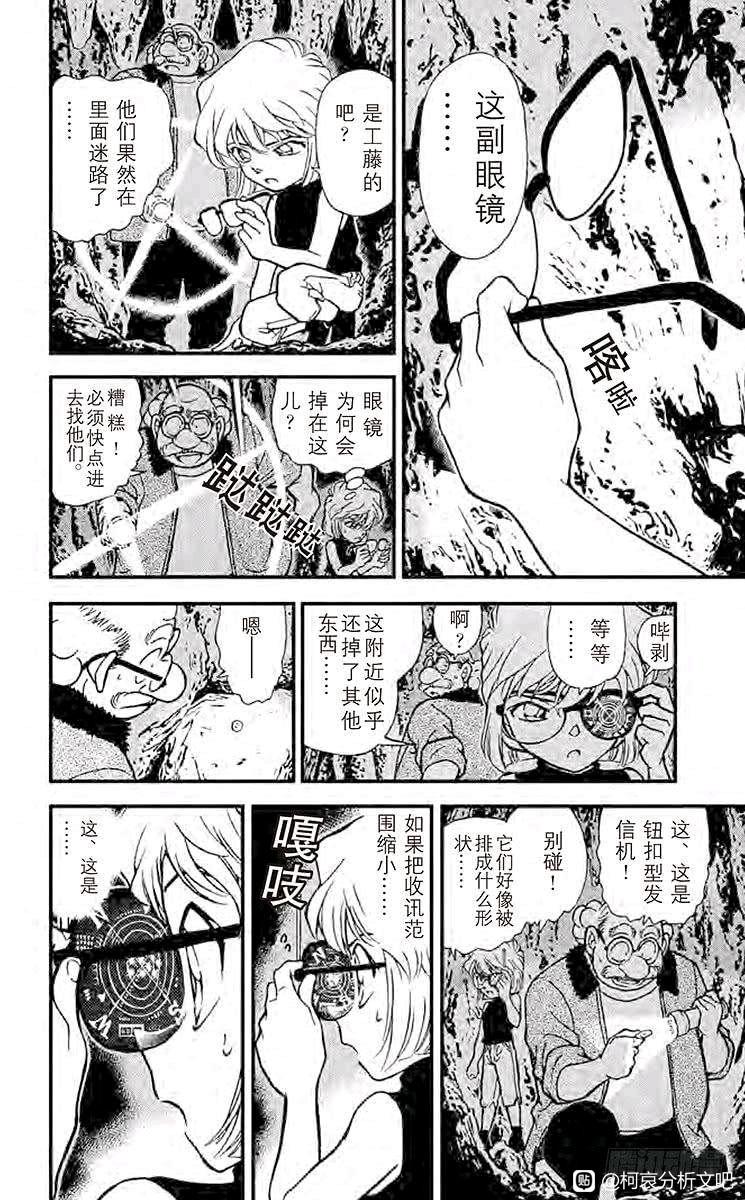 这副眼镜
……
喀啦
是工藤的
吧？
他们果然在
里面迷路了
……
眼镜
为何会
掉在这
儿？
跶跶跶
糟糕！
必须快点进
去找他们。
哔剥
等等
……
啊？
这附近似乎
还掉了其他
东西……
嗯——
这、这是
钮扣型发
信机！
别碰！
它们好像被
排成什么形
状……
如果把收讯范
围缩小……
嘎吱
这、这是
……
贴 @柯哀分析文吧